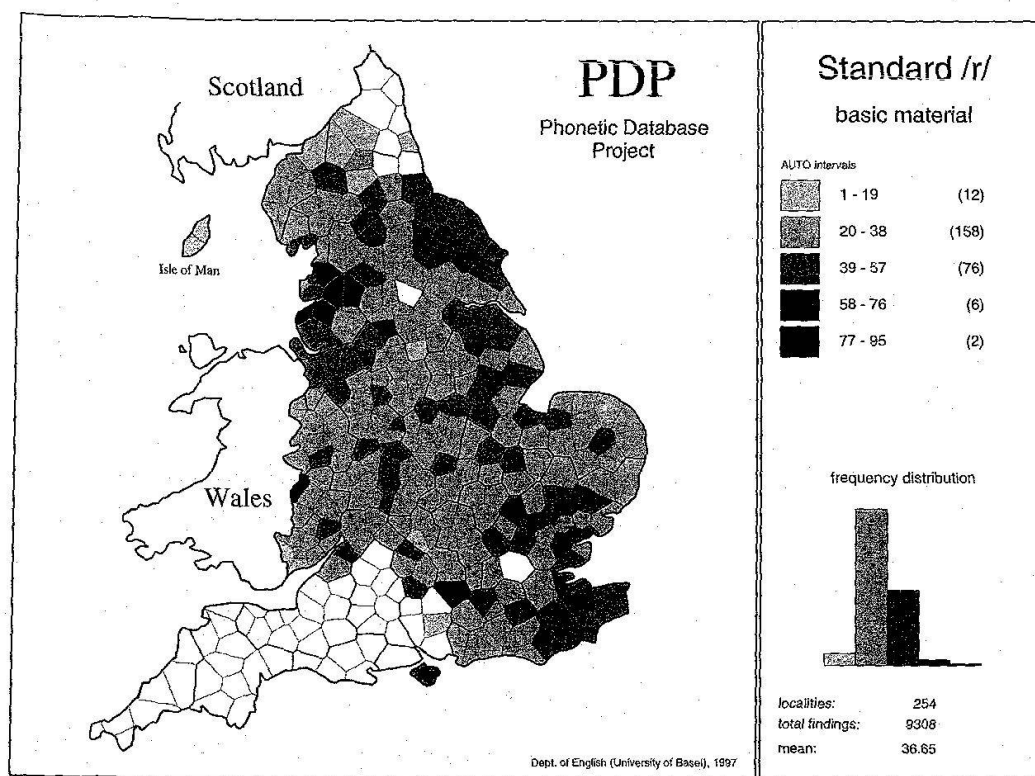 Scotland
PDP
Phonetic Database
Project
Isle of Man
Wales
Dept. of English (University of Basel), 1997
Standard /r/
basic material
AUTO intervals
1 - 19 (12)
20 - 38 (158)
39 - 57 (76)
58 - 76 (6)
77 - 95 (2)
frequency distribution
localities: 254
total findings: 9308
mean: 36.65